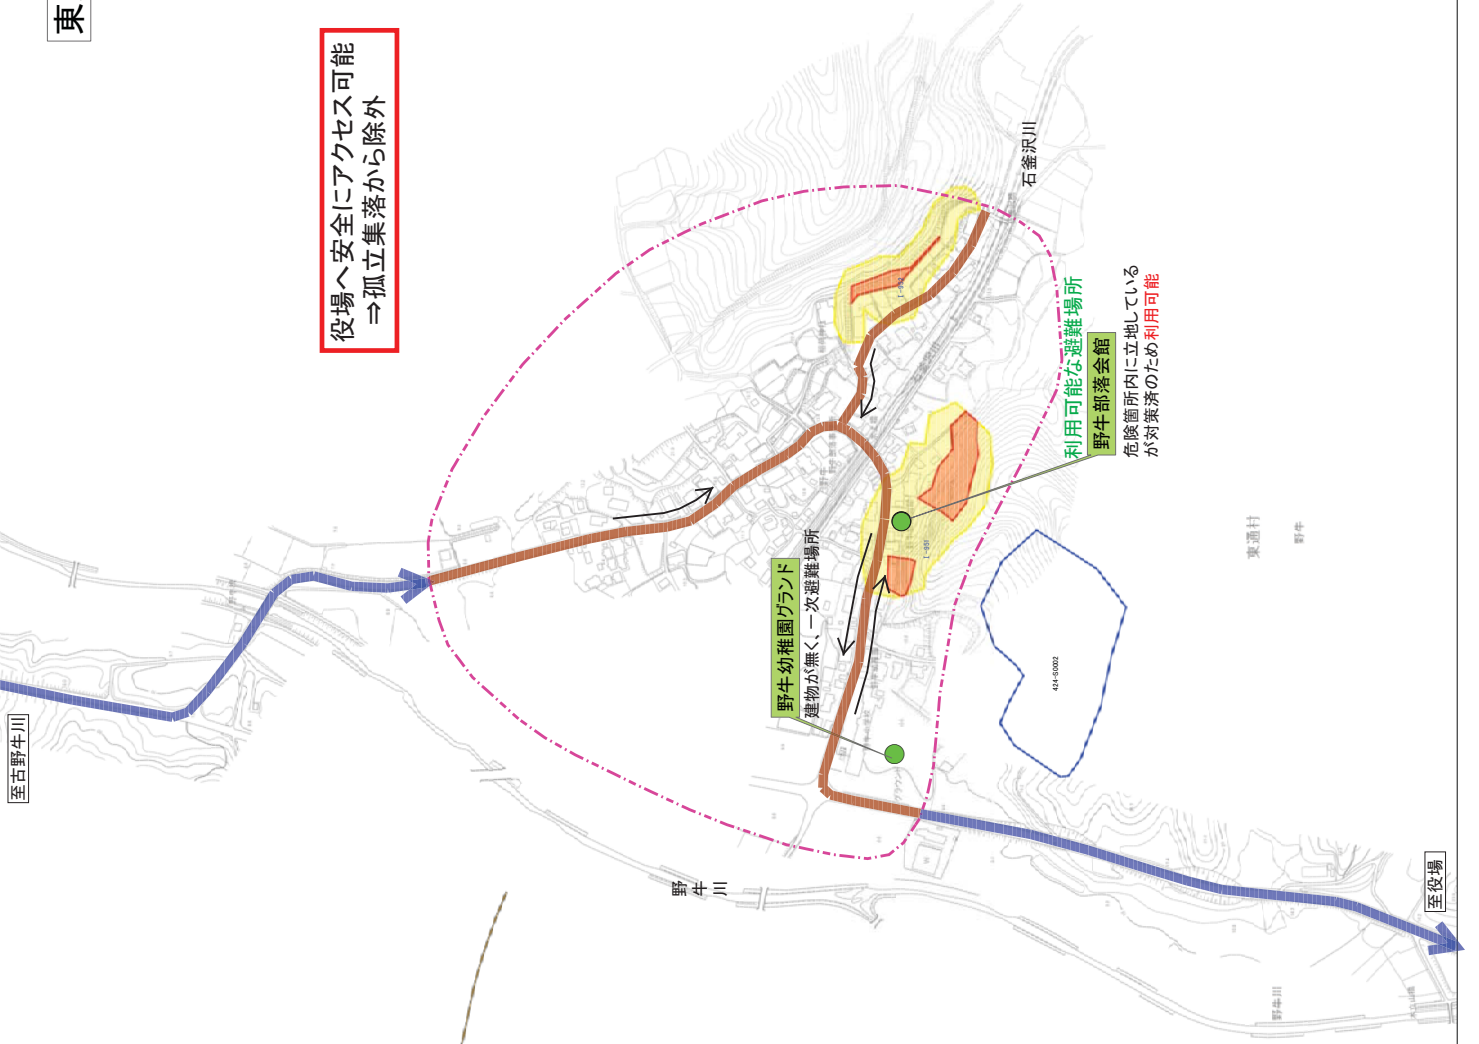 東
役場へ安全にアクセス可能
⇒孤立集落から除外
至古野牛川
石釜沢川
利用可能な避難場所
野牛部落会館
危険箇所内に立地している
が対策済のため利用可能
野牛幼稚園グランド
建物が無く、一次避難場所
野牛川
424-S0002
東通村
野牛
至役場
野牛川